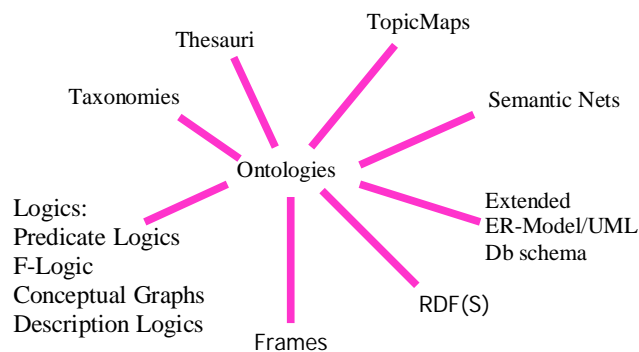 TopicMaps
Thesauri
Taxonomies
Semantic Nets
Ontologies
Logics:
Predicate Logics
F-Logic
Conceptual Graphs
Description Logics
Extended
ER-Model/UML
Db schema
RDF(S)
Frames